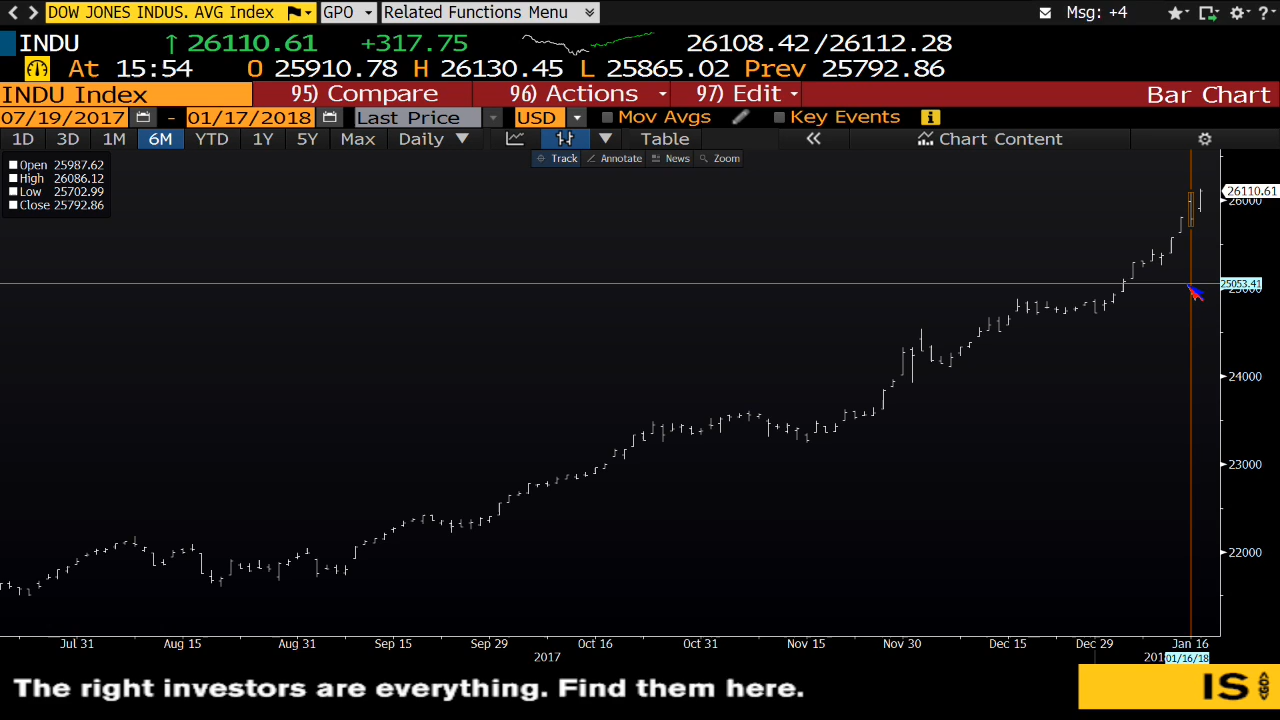 DOW JONES INDUS. AVG Index GPO Related Functions Menu Msg: +4
INDU ↑ 26110.61 +317.75 26108.42/26112.28
At 15:54 O 25910.78 H 26130.45 L 25865.02 Prev 25792.86
INDU Index 95) Compare 96) Actions 97) Edit Bar Chart
07/19/2017 - 01/17/2018 Last Price USD Mov Avgs Key Events
1D 3D 1M 6M YTD 1Y 5Y Max Daily ▼ Table « Chart Content
Track Annotate News Zoom
Open 25987.62
High 26086.12
Low 25702.99
Close 25792.86
26110.61
26000
25053.41
25000
24000
23000
22000
Jul 31 Aug 15 Aug 31 Sep 15 Sep 29 Oct 16 Oct 31 Nov 15 Nov 30 Dec 15 Dec 29 Jan 16
2017 01/16/18
The right investors are everything. Find them here.
IS GO